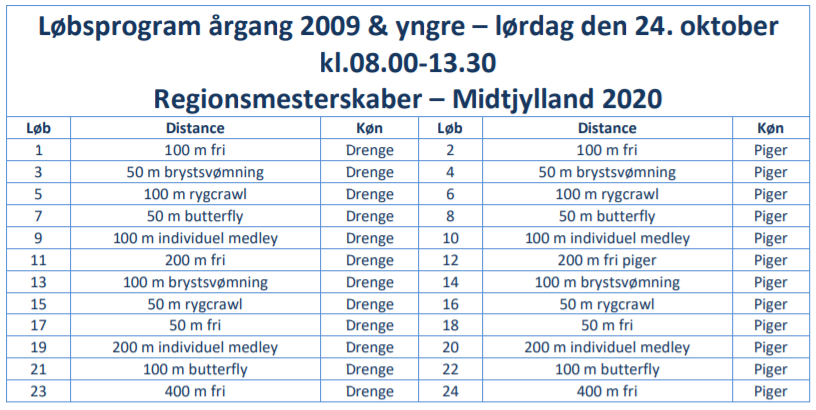 Løbsprogram årgang 2009 & yngre – lørdag den 24. oktober
kl.08.00-13.30
Regionsmesterskaber – Midtjylland 2020
Løb Distance Køn Løb Distance Køn
1 100 m fri Drenge 2 100 m fri Piger
3 50 m brystsvømning Drenge 4 50 m brystsvømning Piger
5 100 m rygcrawl Drenge 6 100 m rygcrawl Piger
7 50 m butterfly Drenge 8 50 m butterfly Piger
9 100 m individuel medley Drenge 10 100 m individuel medley Piger
11 200 m fri Drenge 12 200 m fri piger Piger
13 100 m brystsvømning Drenge 14 100 m brystsvømning Piger
15 50 m rygcrawl Drenge 16 50 m rygcrawl Piger
17 50 m fri Drenge 18 50 m fri Piger
19 200 m individuel medley Drenge 20 200 m individuel medley Piger
21 100 m butterfly Drenge 22 100 m butterfly Piger
23 400 m fri Drenge 24 400 m fri Piger